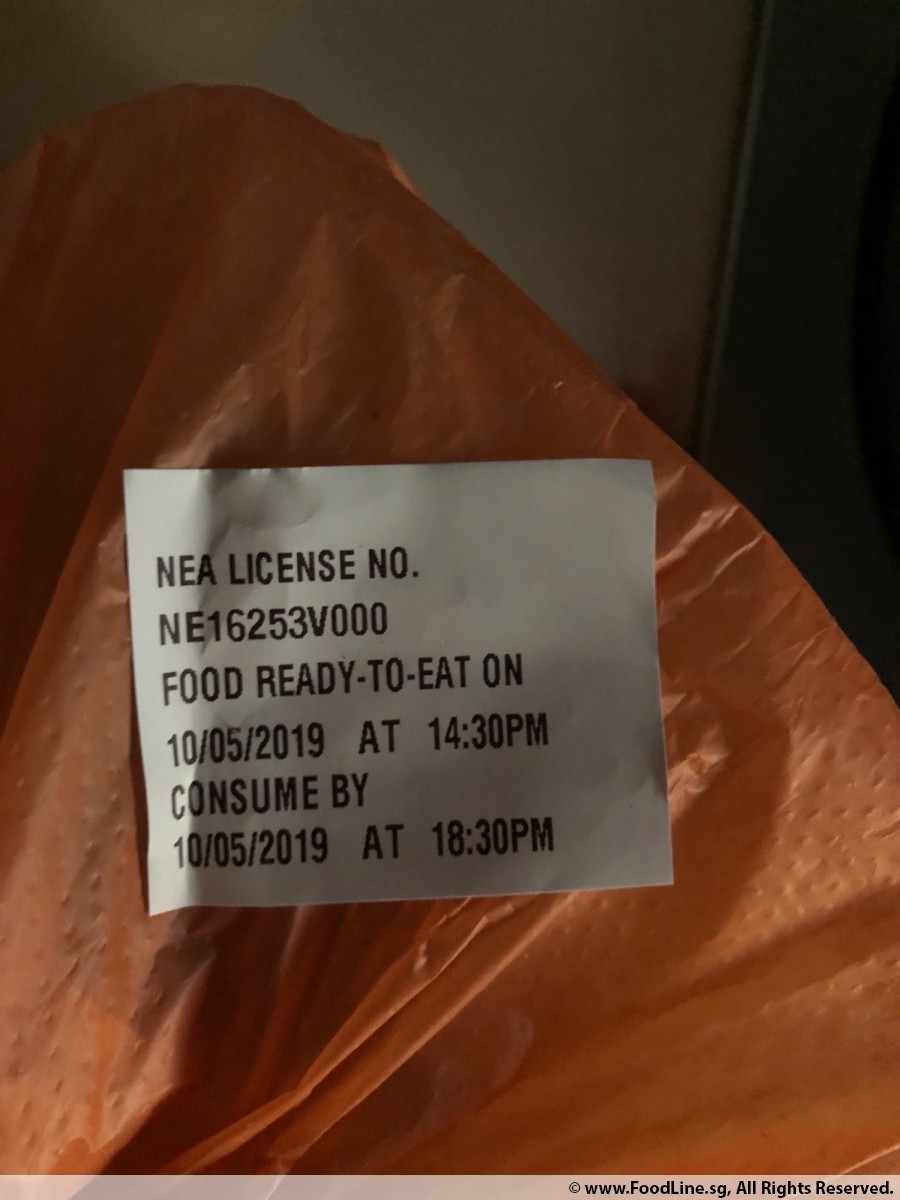 NEA LICENSE NO.
NE16253V000
FOOD READY-TO-EAT ON
10/05/2019 AT 14:30PM
CONSUME BY
10/05/2019 AT 18:30PM
© www.FoodLine.sg, All Rights Reserved.